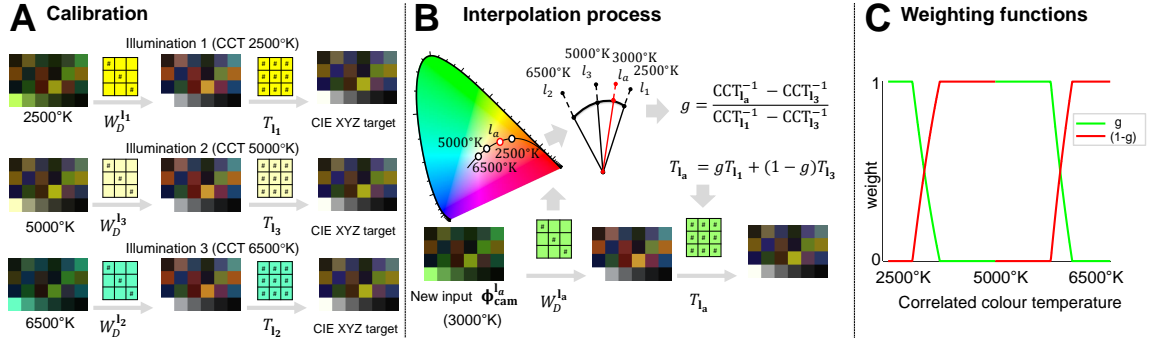 A Calibration
Illumination 1 (CCT 2500°K)
# # # # # # # # # # # #
2500°K W_D^{l_1} T_{l_1} CIE XYZ target
Illumination 2 (CCT 5000°K)
# # # # # # # # # # # #
5000°K W_D^{l_3} T_{l_3} CIE XYZ target
Illumination 3 (CCT 6500°K)
# # # # # # # # # # # #
6500°K W_D^{l_2} T_{l_2} CIE XYZ target
B Interpolation process
l_a
5000°K
2500°K
6500°K
5000°K 3000°K
6500°K l_3 l_a 2500°K
l_2 l_1
g = \frac{CCT_{l_a}^{-1} − CCT_{l_3}^{-1}}{CCT_{l_1}^{-1} − CCT_{l_3}^{-1}}
T_{l_a} = gT_{l_1} + (1 − g)T_{l_3}
# # # # # # # # # # # #
New input Φ_{cam}^{l_a} W_D^{l_a} T_{l_a}
(3000°K)
C Weighting functions
1
g
(1-g)
weight
0
2500°K 5000°K 6500°K
Correlated colour temperature